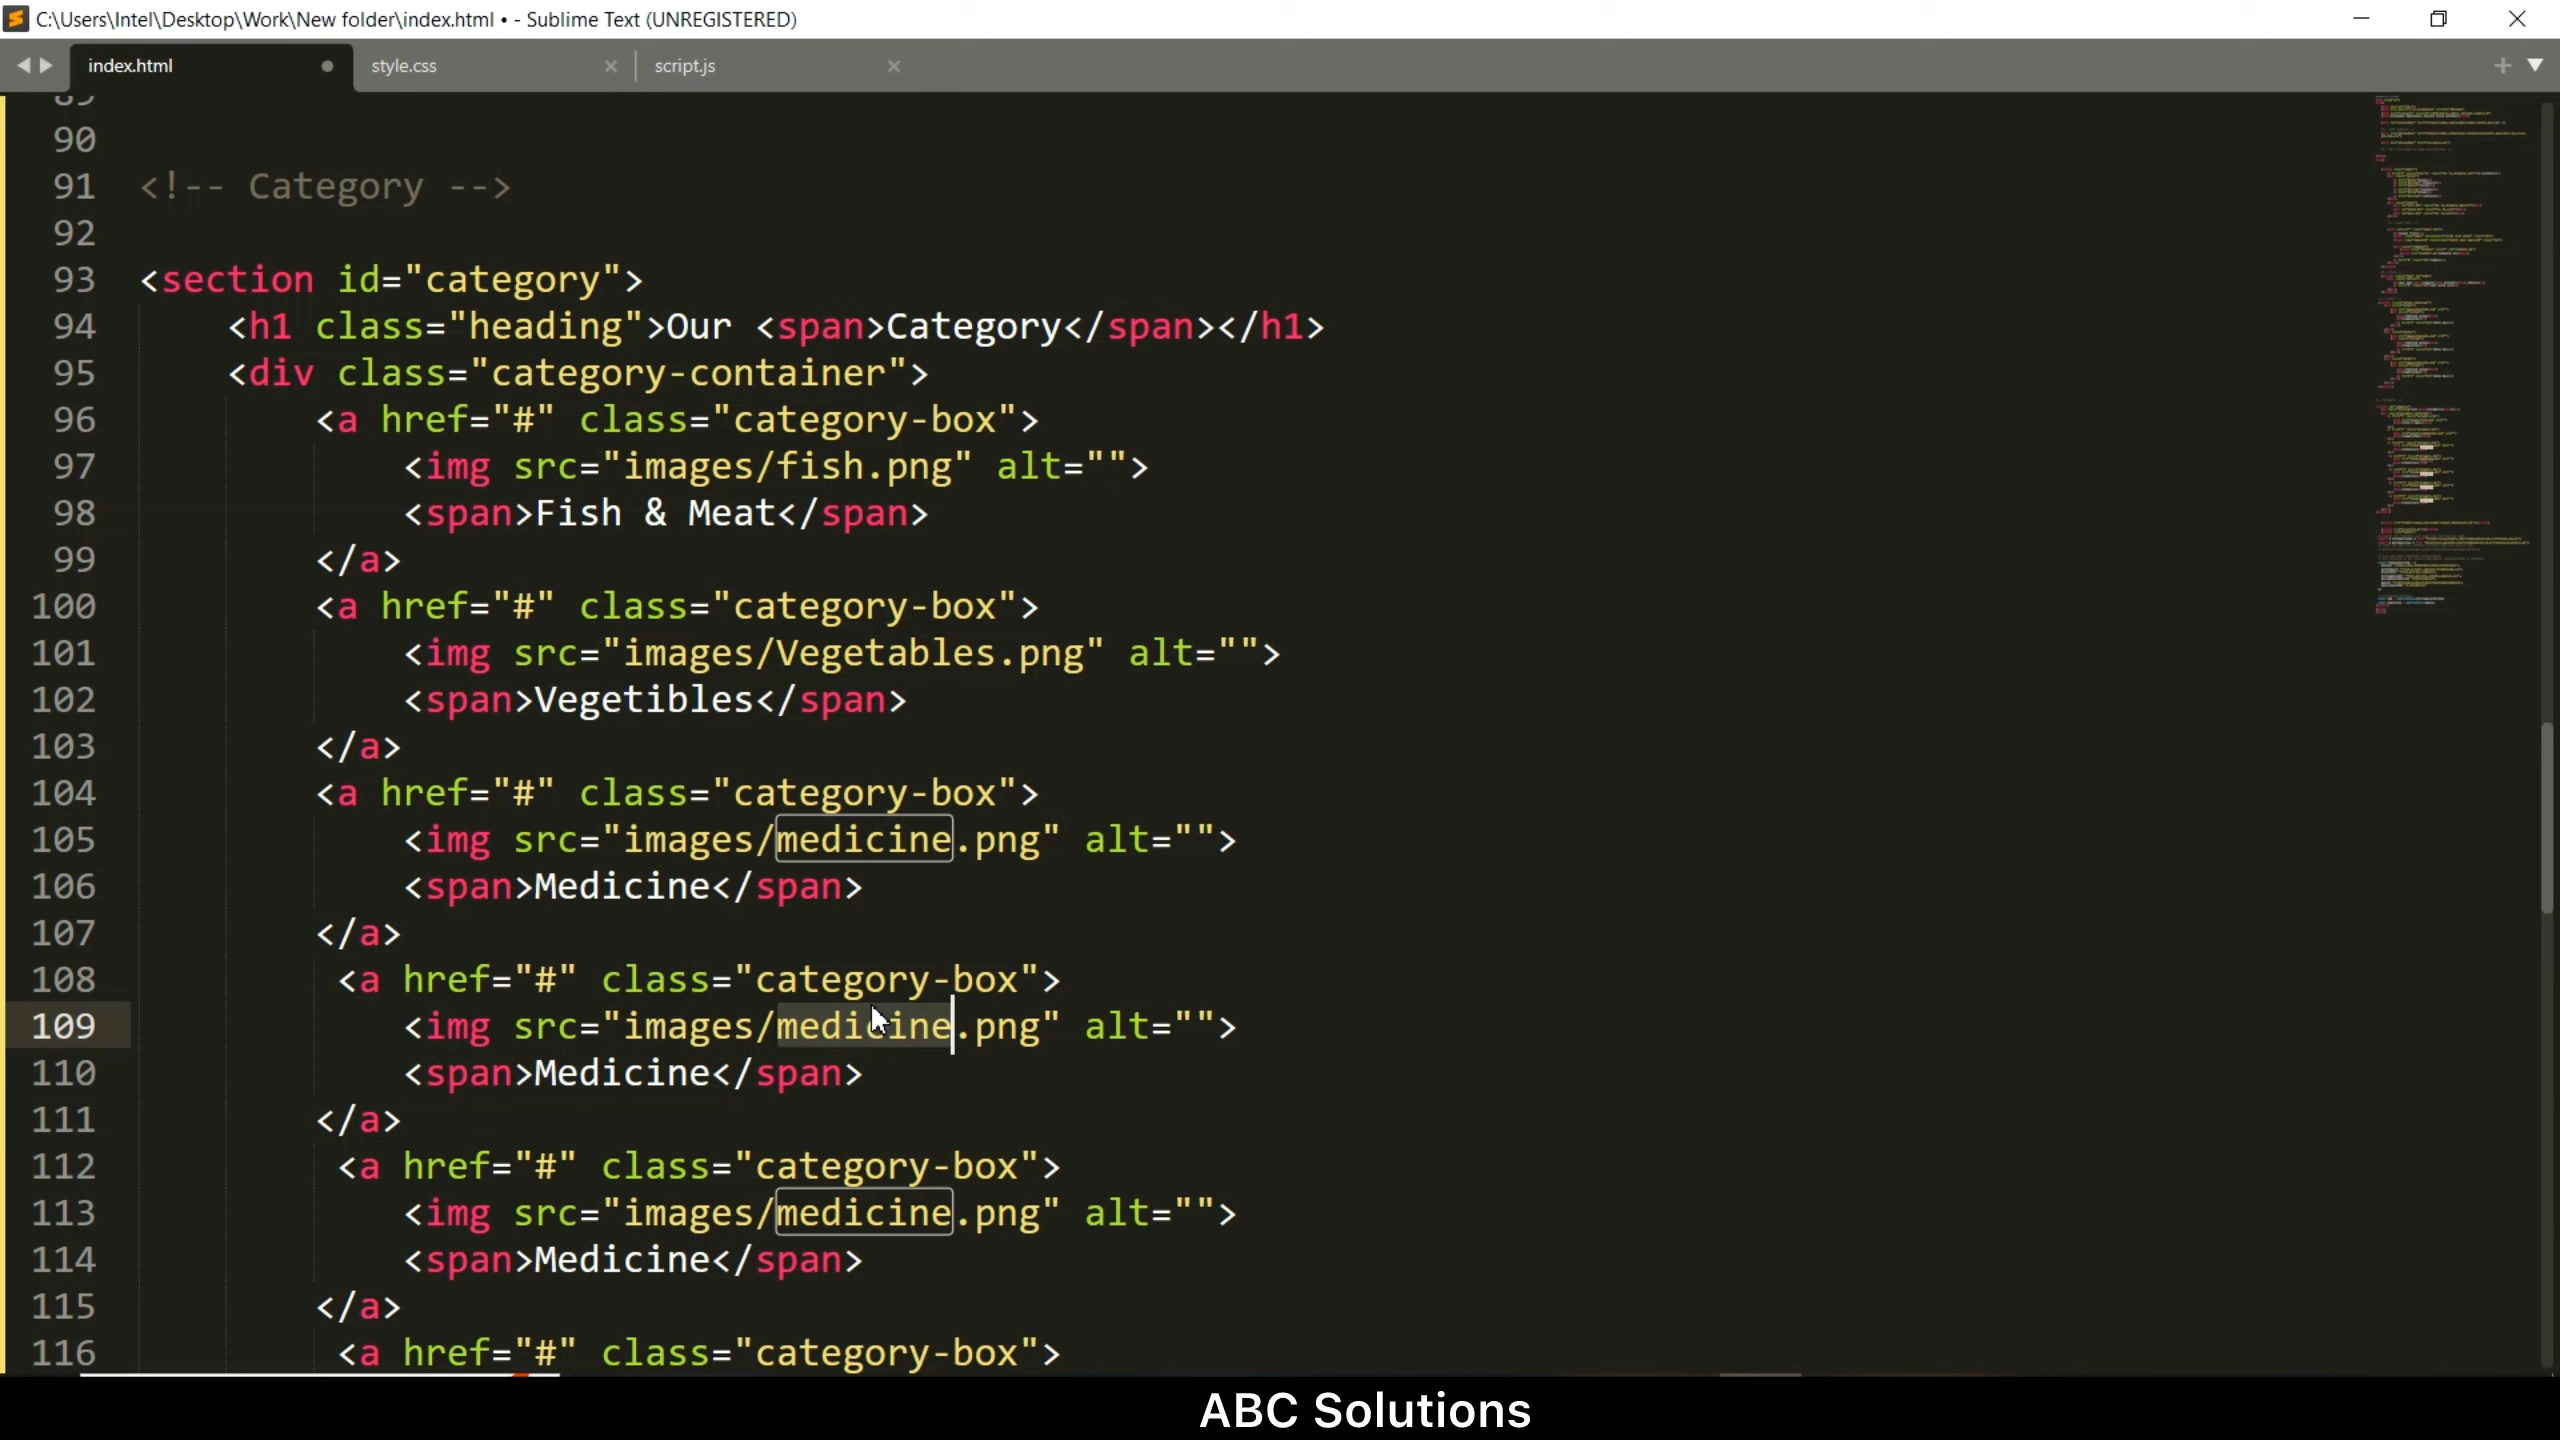 C:\Users\Intel\Desktop\Work\New folder\index.html • - Sublime Text (UNREGISTERED)
index.html style.css script.js
90
91 <!-- Category -->
92
93 <section id="category">
94 <h1 class="heading">Our <span>Category</span></h1>
95 <div class="category-container">
96 <a href="#" class="category-box">
97 <img src="images/fish.png" alt="">
98 <span>Fish & Meat</span>
99 </a>
100 <a href="#" class="category-box">
101 <img src="images/Vegetables.png" alt="">
102 <span>Vegetibles</span>
103 </a>
104 <a href="#" class="category-box">
105 <img src="images/medicine.png" alt="">
106 <span>Medicine</span>
107 </a>
108 <a href="#" class="category-box">
109 <img src="images/medicine.png" alt="">
110 <span>Medicine</span>
111 </a>
112 <a href="#" class="category-box">
113 <img src="images/medicine.png" alt="">
114 <span>Medicine</span>
115 </a>
116 <a href="#" class="category-box">
ABC Solutions